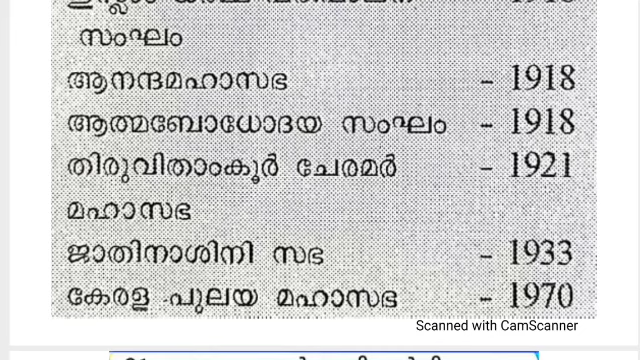 സംഘം
ആനന്ദമഹാസഭ – 1918
ആത്മബോധോദയ സംഘം – 1918
തിരുവിതാംകൂർ ചേരമർ – 1921
മഹാസഭ
ജാതിനാശിനി സഭ – 1933
കേരള പുലയ മഹാസഭ – 1970
Scanned with CamScanner